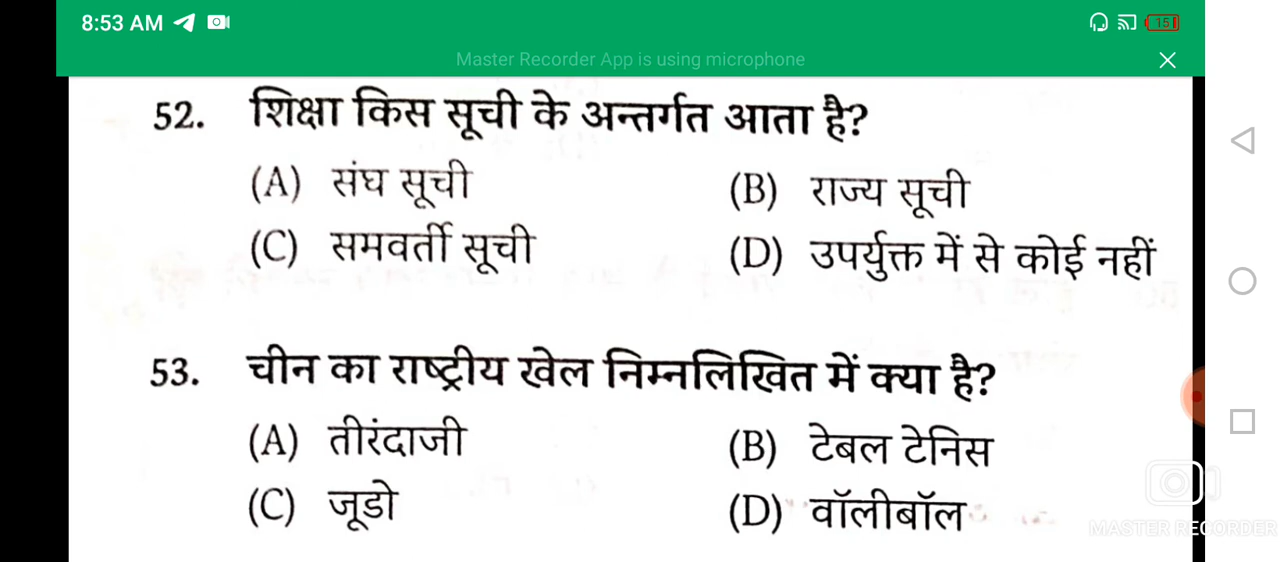 8:53 AM 15
Master Recorder App is using microphone
52. शिक्षा किस सूची के अन्तर्गत आता है?
(A) संघ सूची (B) राज्य सूची
(C) समवर्ती सूची (D) उपर्युक्त में से कोई नहीं
53. चीन का राष्ट्रीय खेल निम्नलिखित में क्या है?
(A) तीरंदाजी (B) टेबल टेनिस
(C) जूडो (D) वॉलीबॉल
MASTER RECORDER